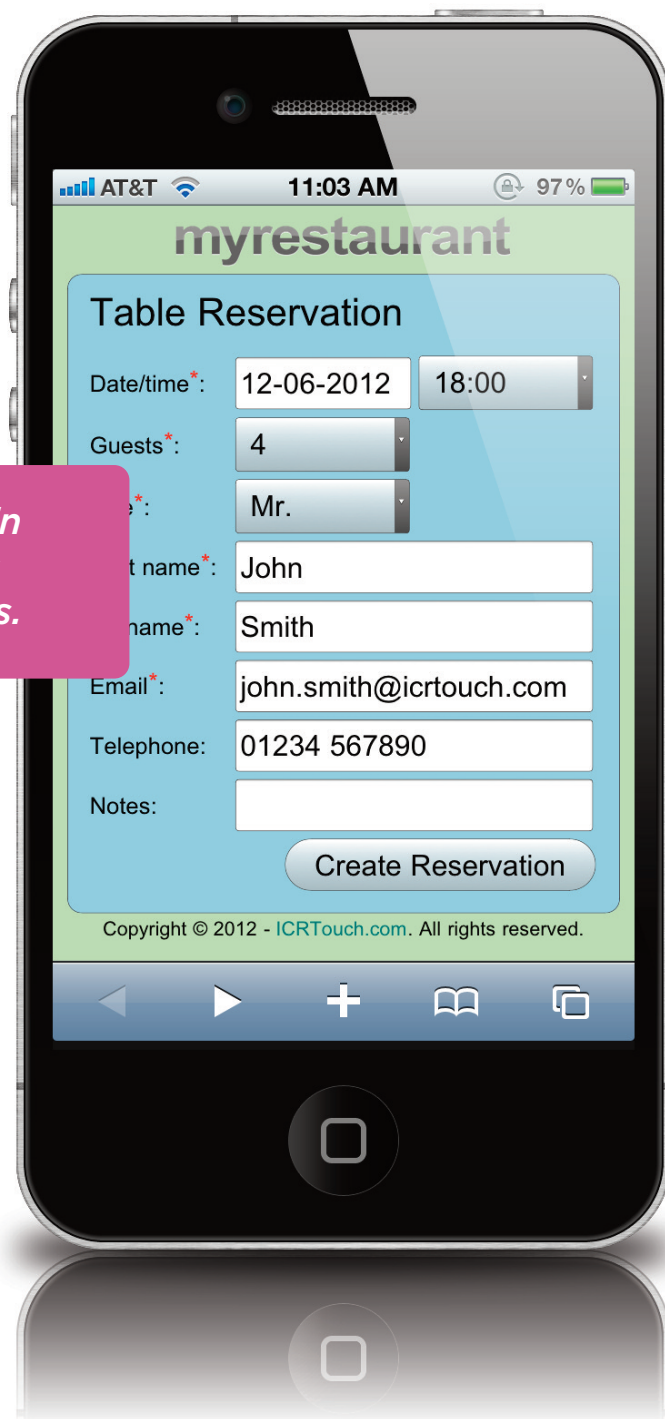 AT&T 11:03 AM 97%
myrestaurant
Table Reservation
Date/time*: 12-06-2012 18:00
Guests*: 4
*: Mr.
name*: John
name*: Smith
Email*: john.smith@icrtouch.com
Telephone: 01234 567890
Notes:
Create Reservation
Copyright © 2012 - ICRTouch.com. All rights reserved.